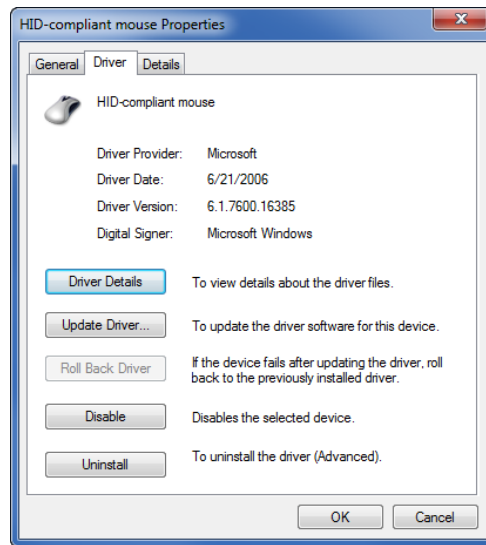 HID-compliant mouse Properties
General Driver Details
HID-compliant mouse
Driver Provider: Microsoft
Driver Date: 6/21/2006
Driver Version: 6.1.7600.16385
Digital Signer: Microsoft Windows
Driver Details To view details about the driver files.
Update Driver... To update the driver software for this device.
Roll Back Driver If the device fails after updating the driver, roll
back to the previously installed driver.
Disable Disables the selected device.
Uninstall To uninstall the driver (Advanced).
OK Cancel